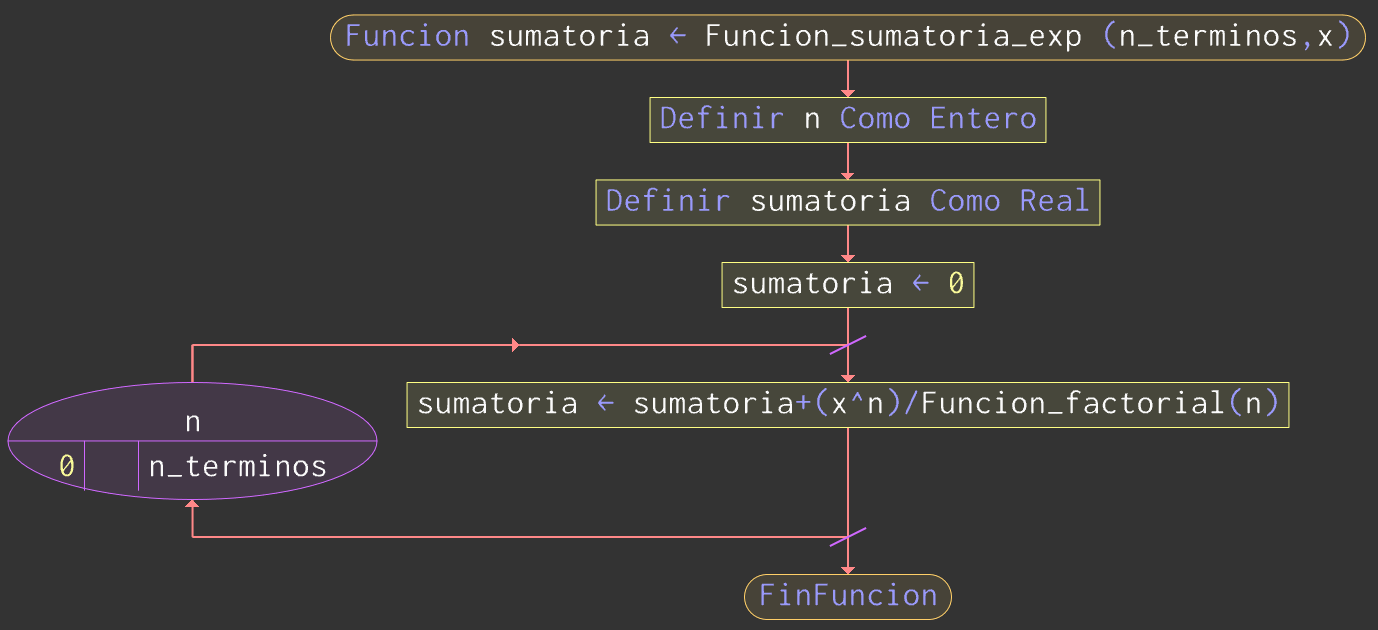 Funcion sumatoria ← Funcion_sumatoria_exp (n_terminos,x)
Definir n Como Entero
Definir sumatoria Como Real
sumatoria ← 0
n
0 n_terminos
sumatoria ← sumatoria+(x^n)/Funcion_factorial(n)
FinFuncion